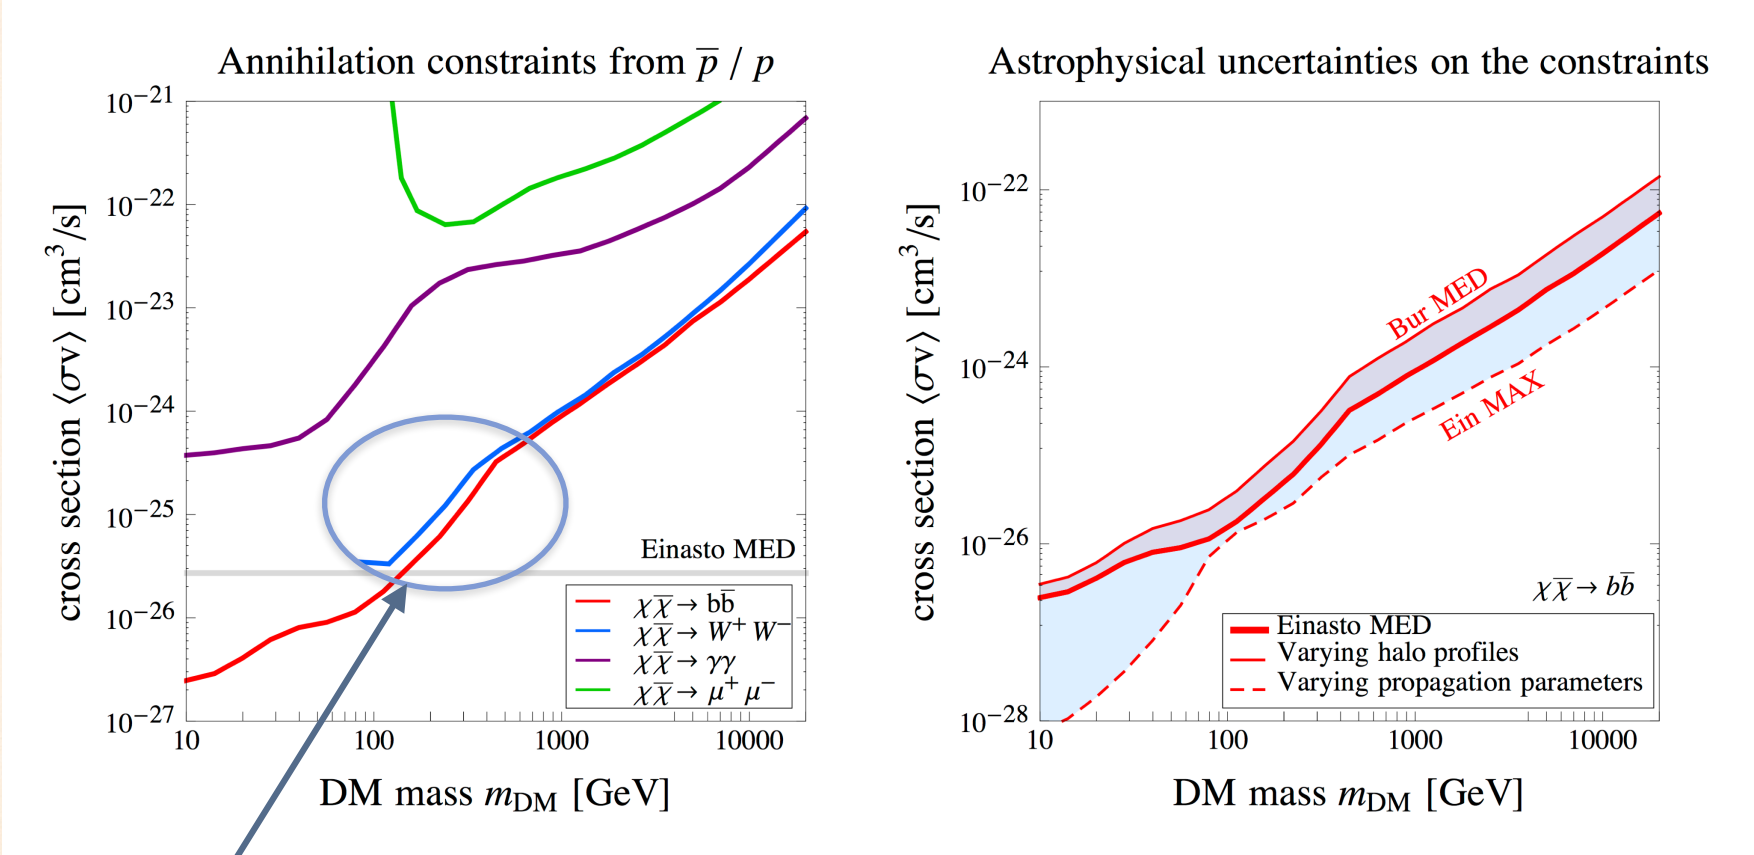 Annihilation constraints from p̅ / p
cross section ⟨σv⟩ [cm³/s]
10⁻²¹
10⁻²²
10⁻²³
10⁻²⁴
10⁻²⁵
10⁻²⁶
10⁻²⁷
Einasto MED
χχ̅ → bb̅
χχ̅ → W⁺ W⁻
χχ̅ → γγ
χχ̅ → μ⁺ μ⁻
10 100 1000 10000
DM mass m_DM [GeV]
Astrophysical uncertainties on the constraints
cross section ⟨σv⟩ [cm³/s]
10⁻²²
10⁻²⁴
10⁻²⁶
10⁻²⁸
Bur MED
Ein MAX
χχ̅ → bb̅
Einasto MED
Varying halo profiles
Varying propagation parameters
10 100 1000 10000
DM mass m_DM [GeV]